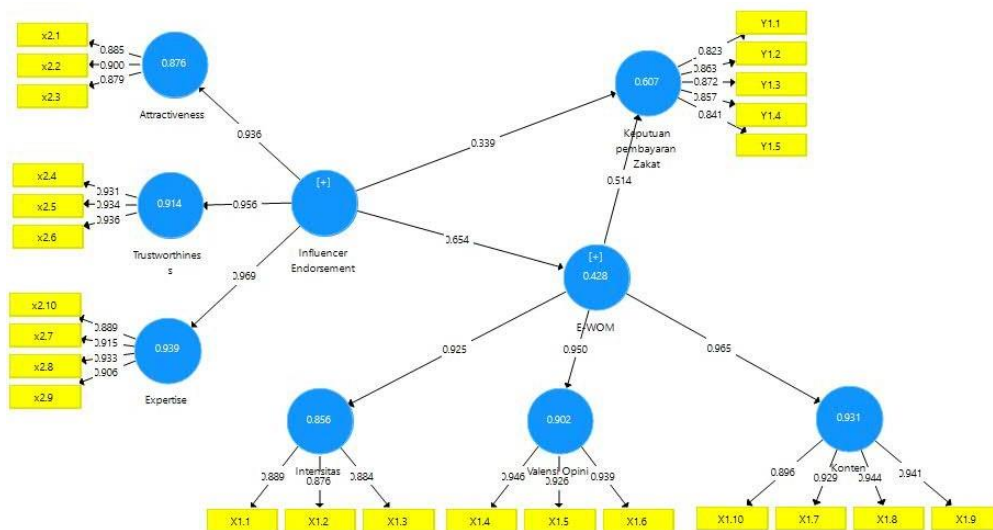 x2.1
0.885
x2.2
0.900
x2.3
0.879
0.876
Attractiveness
0.936
x2.4
0.931
x2.5
0.934
x2.6
0.936
0.914
Trustworthines
s
0.956
x2.10
0.889
x2.7
0.915
x2.8
0.933
x2.9
0.906
0.939
Expertise
0.969
[+]
Influencer
Endorsement
0.339
0.654
0.607
Keputuan
pembayaran
Zakat
0.823
Y1.1
0.863
Y1.2
0.872
Y1.3
0.857
Y1.4
0.841
Y1.5
0.514
[+]
0.428
E-WOM
0.925
0.950
0.965
0.856
Intensitas
0.889
0.876
0.884
X1.1
X1.2
X1.3
0.902
Valensi Opini
0.946
0.926
0.939
X1.4
X1.5
X1.6
0.931
Konten
0.896
0.929
0.944
0.941
X1.10
X1.7
X1.8
X1.9